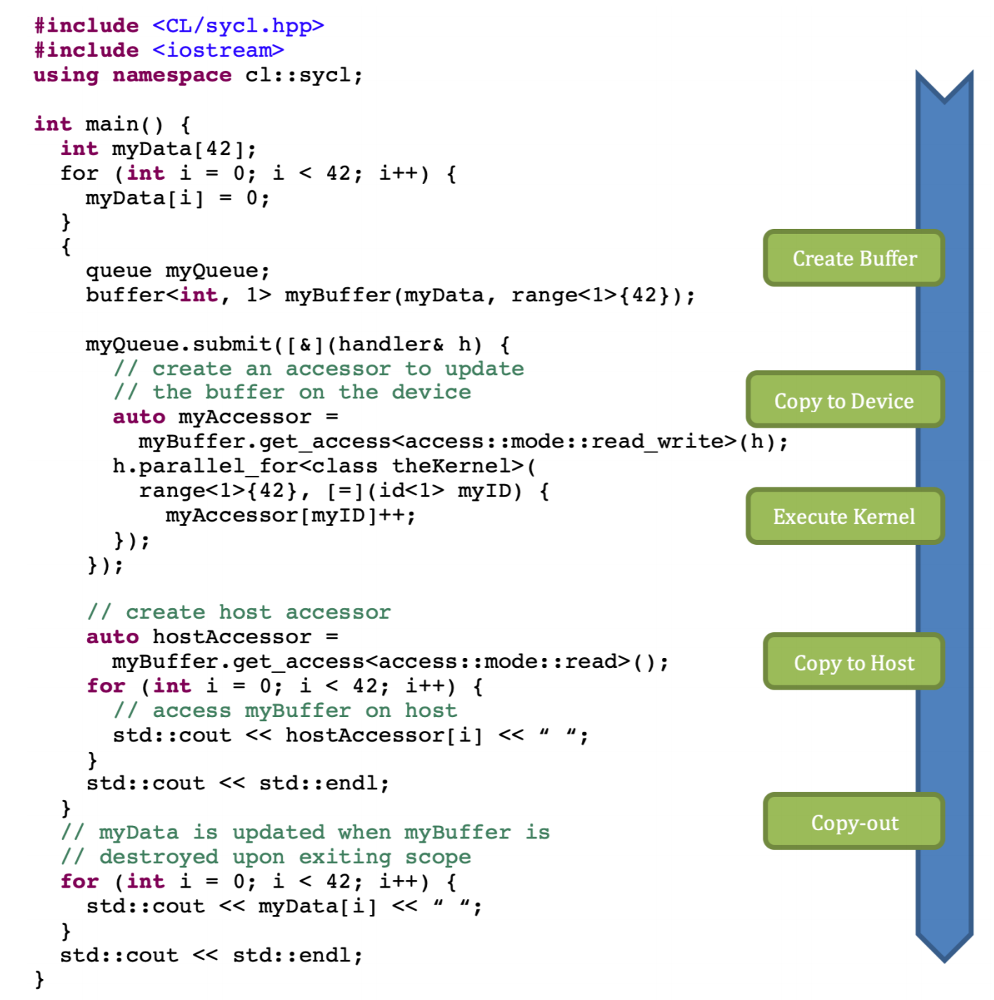 #include <CL/sycl.hpp>
#include <iostream>
using namespace cl::sycl;

int main() {
  int myData[42];
  for (int i = 0; i < 42; i++) {
    myData[i] = 0;
  }
  {
    queue myQueue;
    buffer<int, 1> myBuffer(myData, range<1>{42});

    myQueue.submit([&](handler& h) {
      // create an accessor to update
      // the buffer on the device
      auto myAccessor =
        myBuffer.get_access<access::mode::read_write>(h);
      h.parallel_for<class theKernel>(
        range<1>{42}, [=](id<1> myID) {
          myAccessor[myID]++;
      });
    });

    // create host accessor
    auto hostAccessor =
      myBuffer.get_access<access::mode::read>();
    for (int i = 0; i < 42; i++) {
      // access myBuffer on host
      std::cout << hostAccessor[i] << “ “;
    }
    std::cout << std::endl;
  }
  // myData is updated when myBuffer is
  // destroyed upon exiting scope
  for (int i = 0; i < 42; i++) {
    std::cout << myData[i] << “ “;
  }
  std::cout << std::endl;
}
Create Buffer
Copy to Device
Execute Kernel
Copy to Host
Copy-out